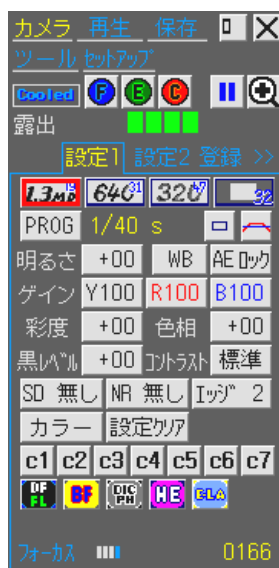 カメラ 再生 保存
ツール セットアップ
Cooled F E C
露出
設定1 設定2 登録 >>
1.3MP 15 640 31 320 57 32
PROG 1/40 s
明るさ +00 WB AEロック
ゲイン Y100 R100 B100
彩度 +00 色相 +00
黒レベル +00 コントラスト 標準
SD 無し NR 無し エッジ 2
カラー 設定クリア
c1 c2 c3 c4 c5 c6 c7
DF FL BF DIC PH HE ELA
フォーカス 0166